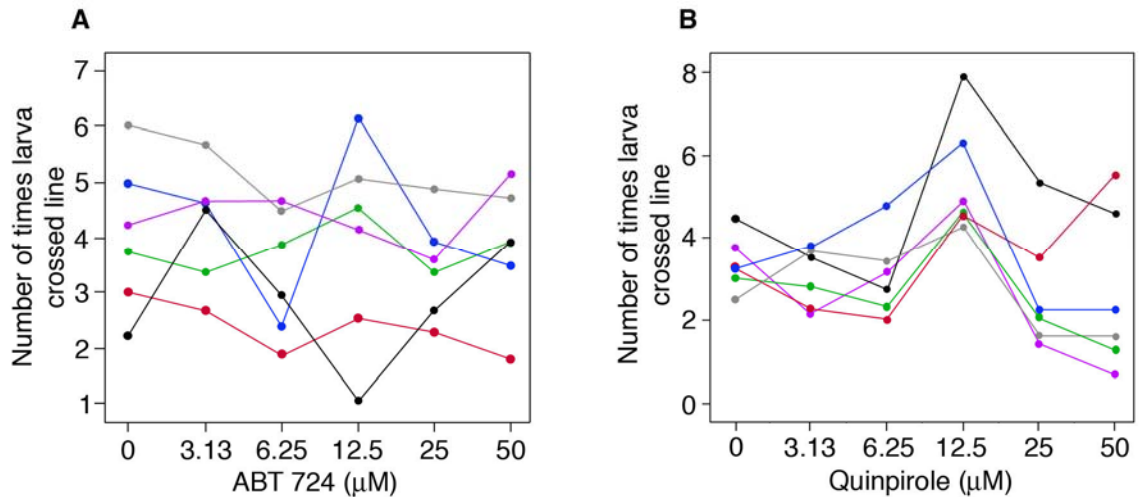 A
Number of times larva
crossed line
7
6
5
4
3
2
1
0 3.13 6.25 12.5 25 50
ABT 724 (μM)
B
Number of times larva
crossed line
8
6
4
2
0
0 3.13 6.25 12.5 25 50
Quinpirole (μM)